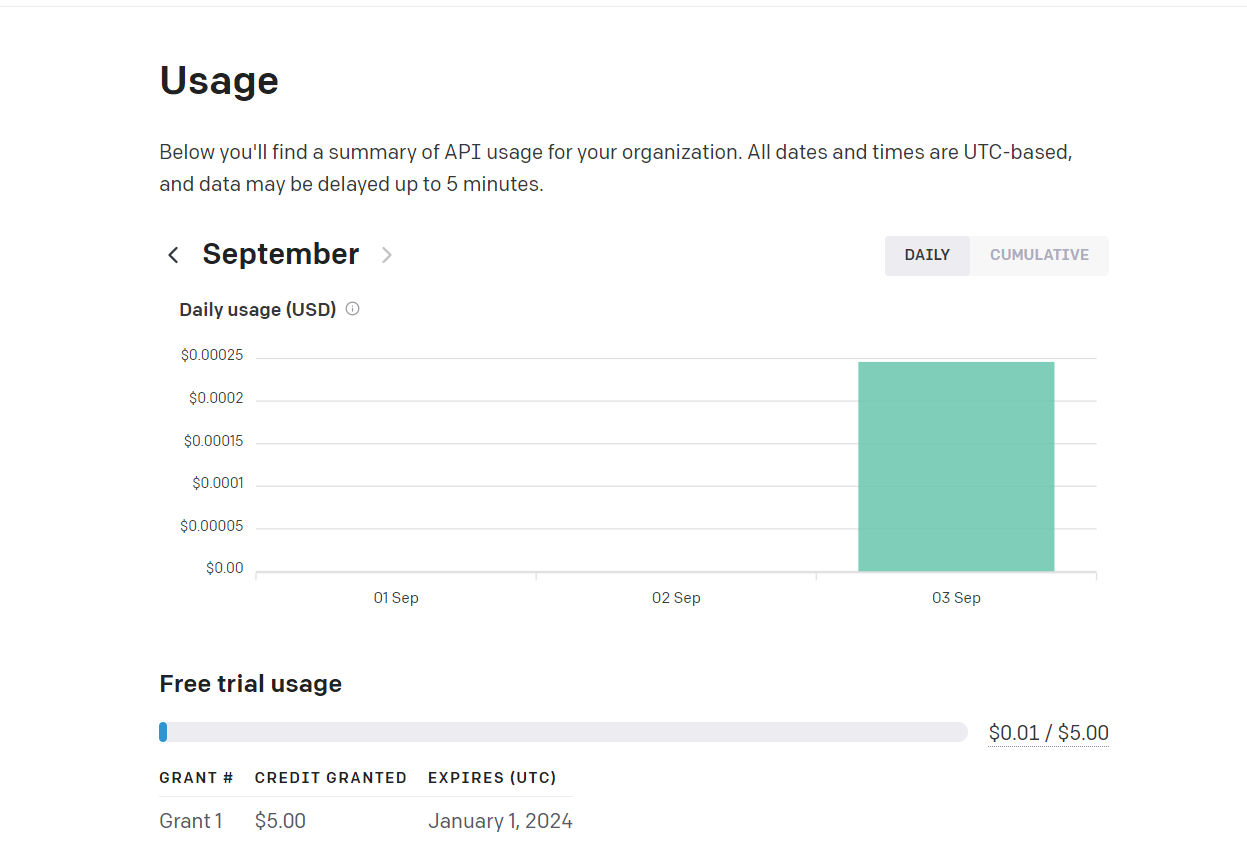 Usage
Below you'll find a summary of API usage for your organization. All dates and times are UTC-based,
and data may be delayed up to 5 minutes.
September
DAILY CUMULATIVE
Daily usage (USD)
$0.00025
$0.0002
$0.00015
$0.0001
$0.00005
$0.00
01 Sep 02 Sep 03 Sep
Free trial usage
$0.01 / $5.00
GRANT # CREDIT GRANTED EXPIRES (UTC)
Grant 1 $5.00 January 1, 2024